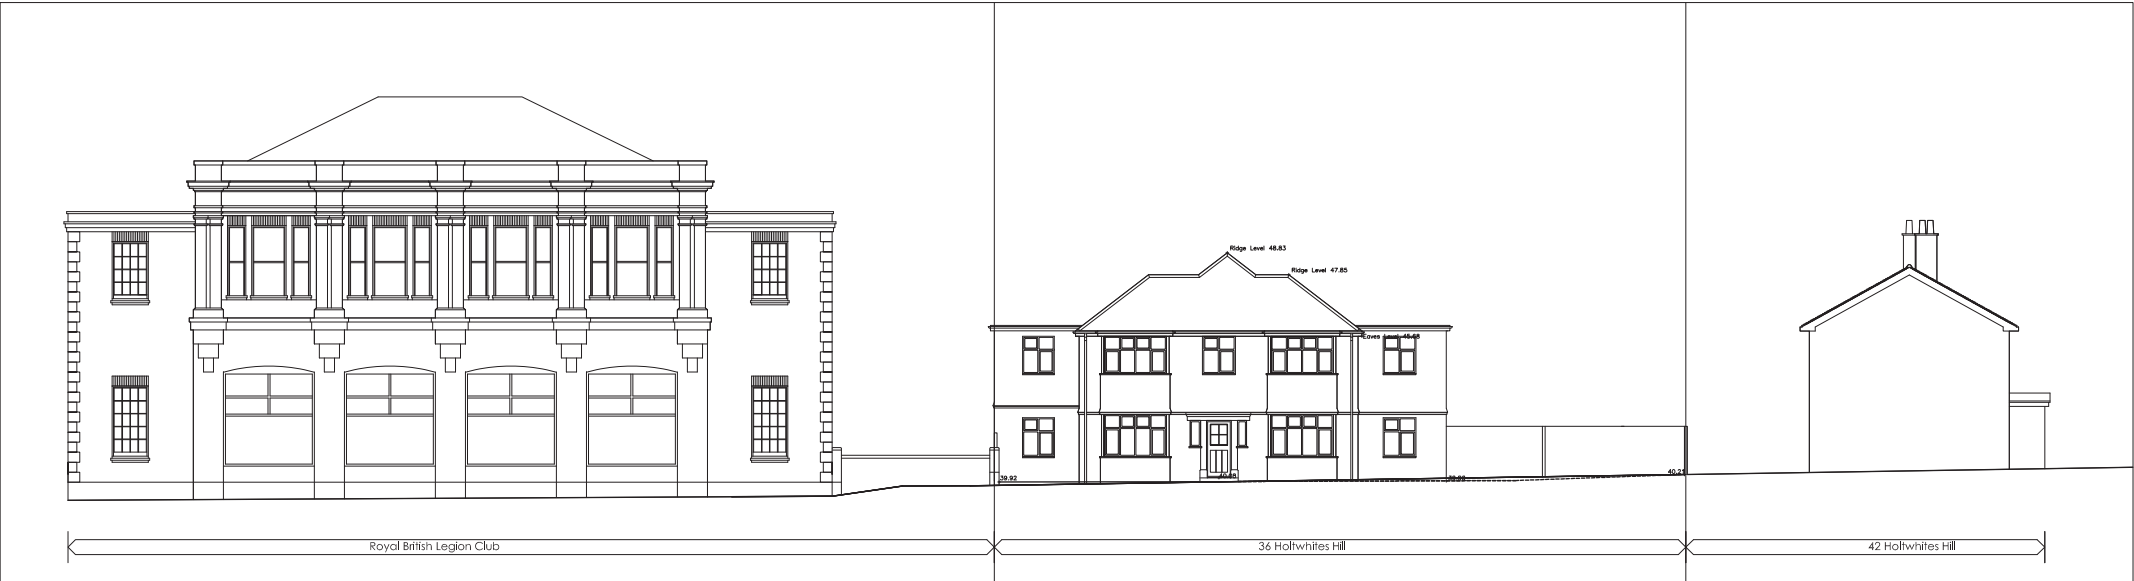 Ridge Level 48.83
Ridge Level 47.85
Eaves Level 45.68
39.92
40.21
Royal British Legion Club
36 Holtwhites Hill
42 Holtwhites Hill